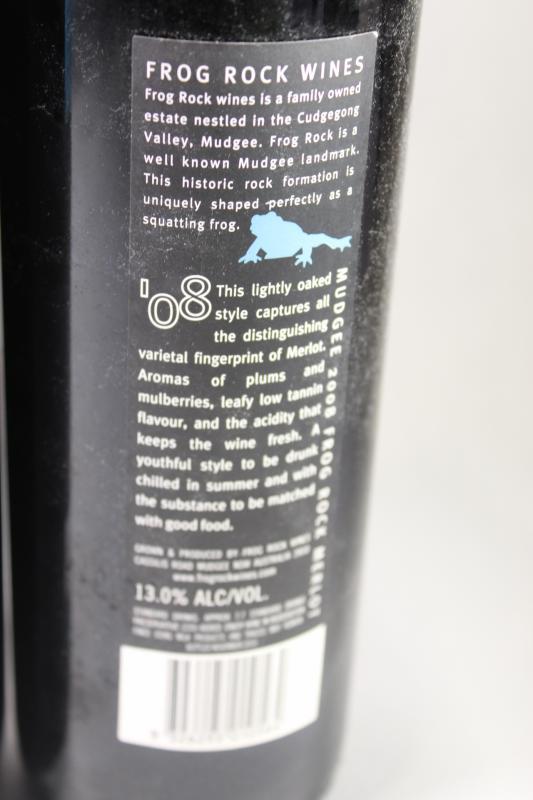 FROG ROCK WINES
Frog Rock wines is a family owned
estate nestled in the Cudgegong
Valley, Mudgee. Frog Rock is a
well known Mudgee landmark.
This historic rock formation is
uniquely shaped perfectly as a
squatting frog.
'08 This lightly oaked
style captures all
the distinguishing
varietal fingerprint of Merlot.
Aromas of plums and
mulberries, leafy low tannin
flavour, and the acidity that
keeps the wine fresh. A
youthful style to be drunk
chilled in summer and with
the substance to be matched
with good food.
MUDGEE 2008 FROG ROCK MERLOT
GROWN & PRODUCED BY FROG ROCK WINES
ROAD MUDGEE NSW AUSTRALIA
www.frogrockwines.com
13.0% ALC/VOL.